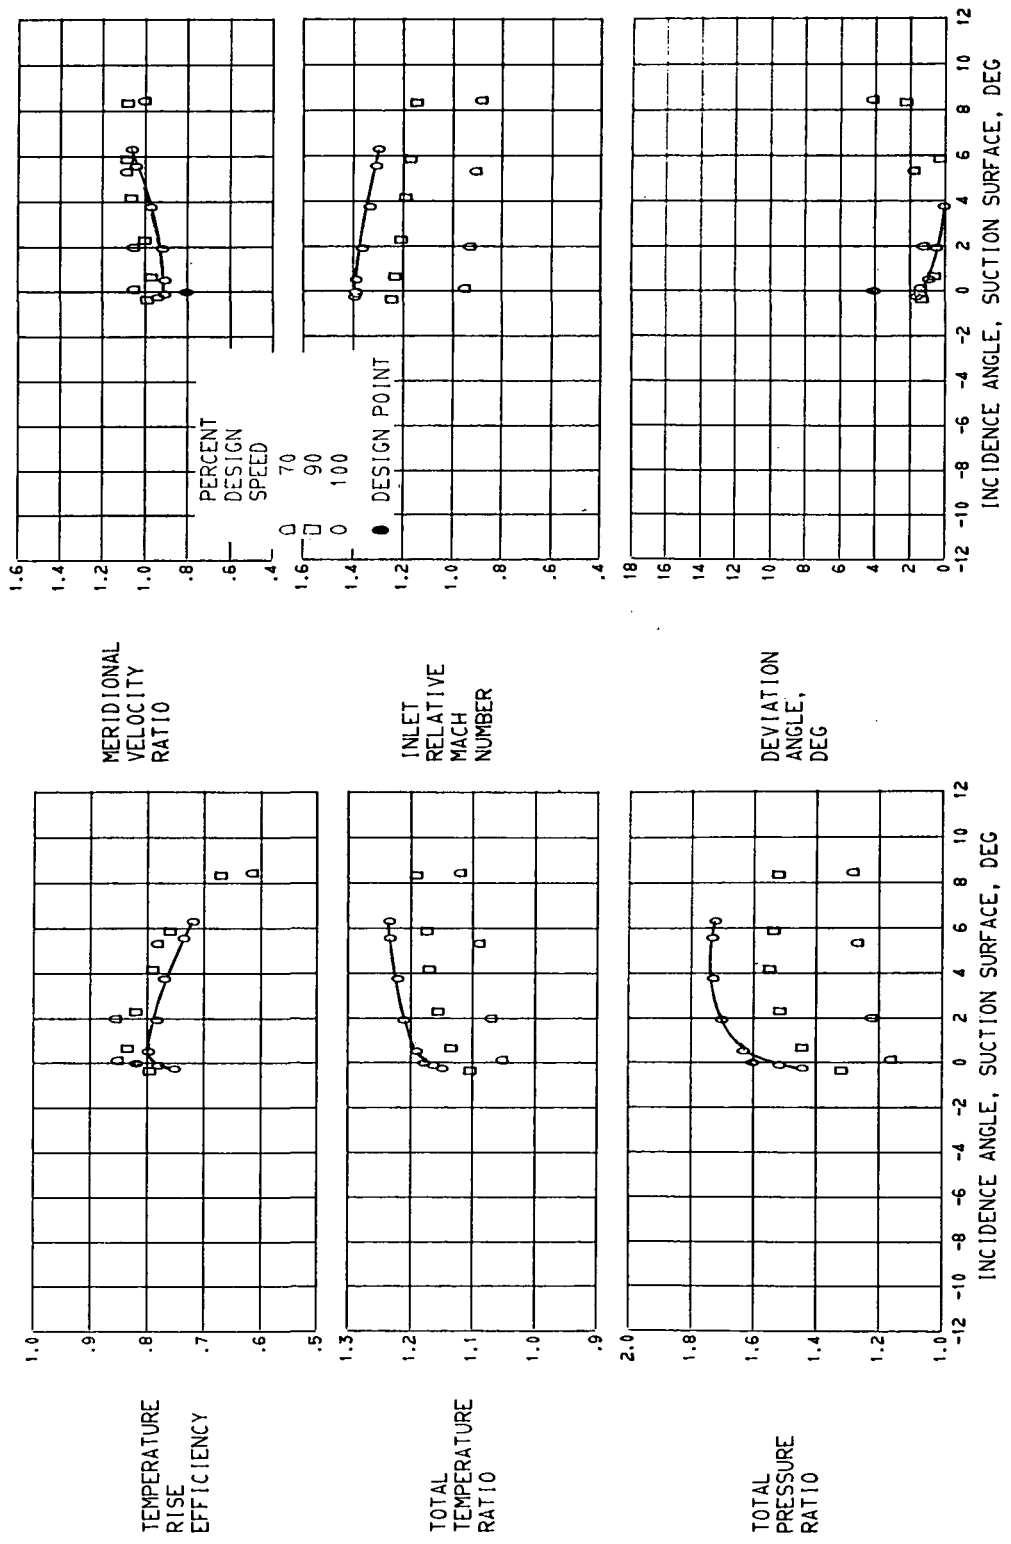 TEMPERATURE
RISE
EFFICIENCY
1.0
.9
.8
.7
.6
.5
TOTAL
TEMPERATURE
RATIO
1.3
1.2
1.1
1.0
.9
TOTAL
PRESSURE
RATIO
2.0
1.8
1.6
1.4
1.2
1.0
-12 -10 -8 -6 -4 -2 0 2 4 6 8 10 12
INCIDENCE ANGLE, SUCTION SURFACE, DEG
MERIDIONAL
VELOCITY
RATIO
1.6
1.4
1.2
1.0
.8
.6
.4
PERCENT
DESIGN
SPEED
70
90
100
DESIGN POINT
INLET
RELATIVE
MACH
NUMBER
1.6
1.4
1.2
1.0
.8
.6
.4
DEVIATION
ANGLE,
DEG
18
16
14
12
10
8
6
4
2
0
-12 -10 -8 -6 -4 -2 0 2 4 6 8 10 12
INCIDENCE ANGLE, SUCTION SURFACE, DEG